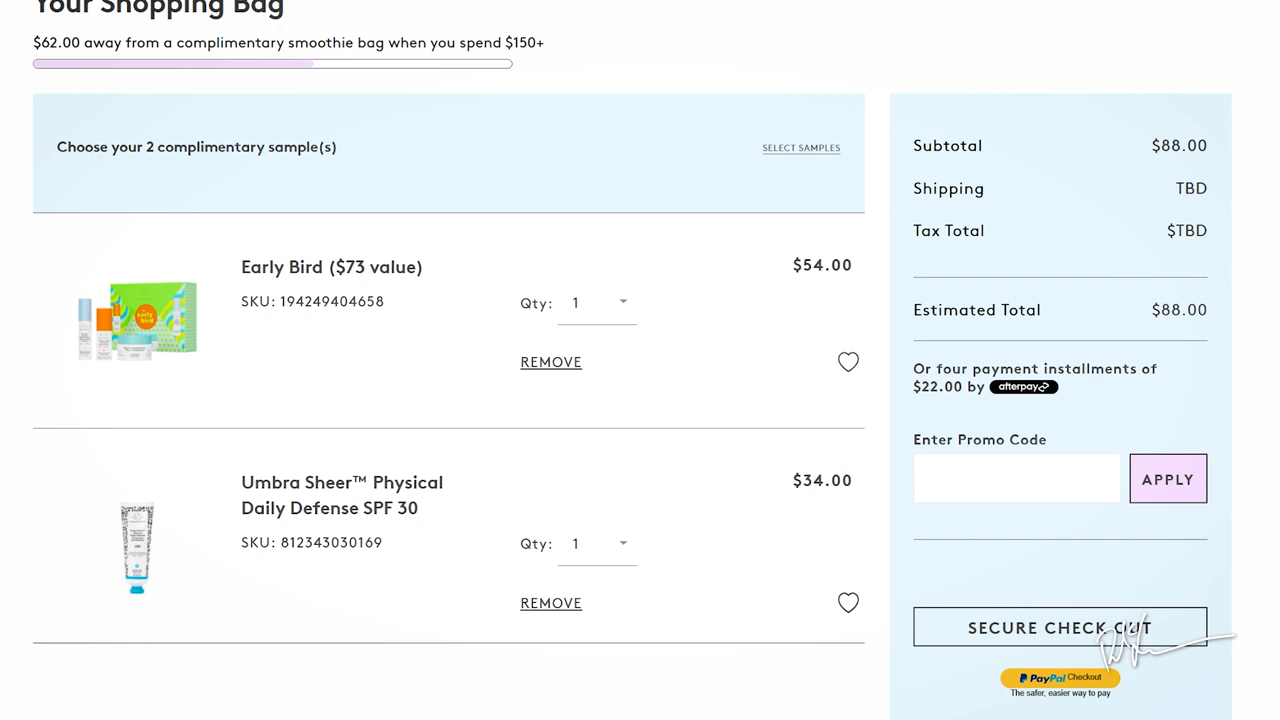 Your Shopping Bag
$62.00 away from a complimentary smoothie bag when you spend $150+
Choose your 2 complimentary sample(s)
SELECT SAMPLES
Early Bird ($73 value)
SKU: 194249404658
Qty: 1
$54.00
REMOVE
early bird
Umbra Sheer™ Physical
Daily Defense SPF 30
SKU: 812343030169
Qty: 1
$34.00
REMOVE
Subtotal $88.00
Shipping TBD
Tax Total $TBD
Estimated Total $88.00
Or four payment installments of
$22.00 by afterpay
Enter Promo Code
APPLY
SECURE CHECK OUT
PayPal Checkout
The safer, easier way to pay